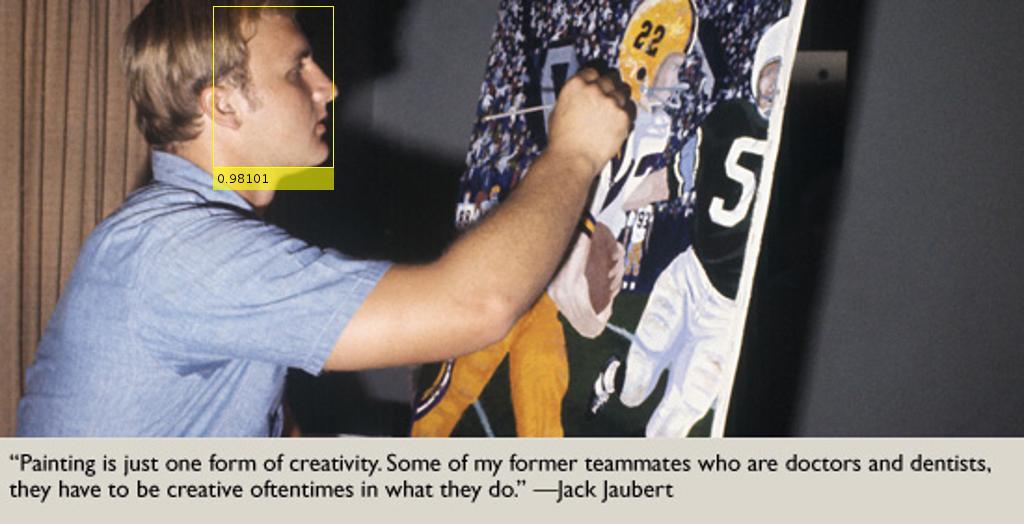 22
5
93
0.98101
“Painting is just one form of creativity. Some of my former teammates who are doctors and dentists,
they have to be creative oftentimes in what they do.” —Jack Jaubert